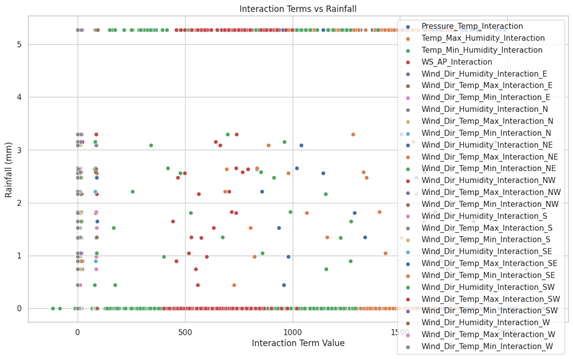 Interaction Terms vs Rainfall
Rainfall (mm)
5
4
3
2
1
0
0
500
1000
Interaction Term Value
Pressure_Temp_Interaction
Temp_Max_Humidity_Interaction
Temp_Min_Humidity_Interaction
WS_AP_Interaction
Wind_Dir_Humidity_Interaction_E
Wind_Dir_Temp_Max_Interaction_E
Wind_Dir_Temp_Min_Interaction_E
Wind_Dir_Humidity_Interaction_N
Wind_Dir_Temp_Max_Interaction_N
Wind_Dir_Temp_Min_Interaction_N
Wind_Dir_Humidity_Interaction_NE
Wind_Dir_Temp_Max_Interaction_NE
Wind_Dir_Temp_Min_Interaction_NE
Wind_Dir_Humidity_Interaction_NW
Wind_Dir_Temp_Max_Interaction_NW
Wind_Dir_Temp_Min_Interaction_NW
Wind_Dir_Humidity_Interaction_S
Wind_Dir_Temp_Max_Interaction_S
Wind_Dir_Temp_Min_Interaction_S
Wind_Dir_Humidity_Interaction_SE
Wind_Dir_Temp_Max_Interaction_SE
Wind_Dir_Temp_Min_Interaction_SE
Wind_Dir_Humidity_Interaction_SW
Wind_Dir_Temp_Max_Interaction_SW
Wind_Dir_Temp_Min_Interaction_SW
Wind_Dir_Humidity_Interaction_W
Wind_Dir_Temp_Max_Interaction_W
Wind_Dir_Temp_Min_Interaction_W